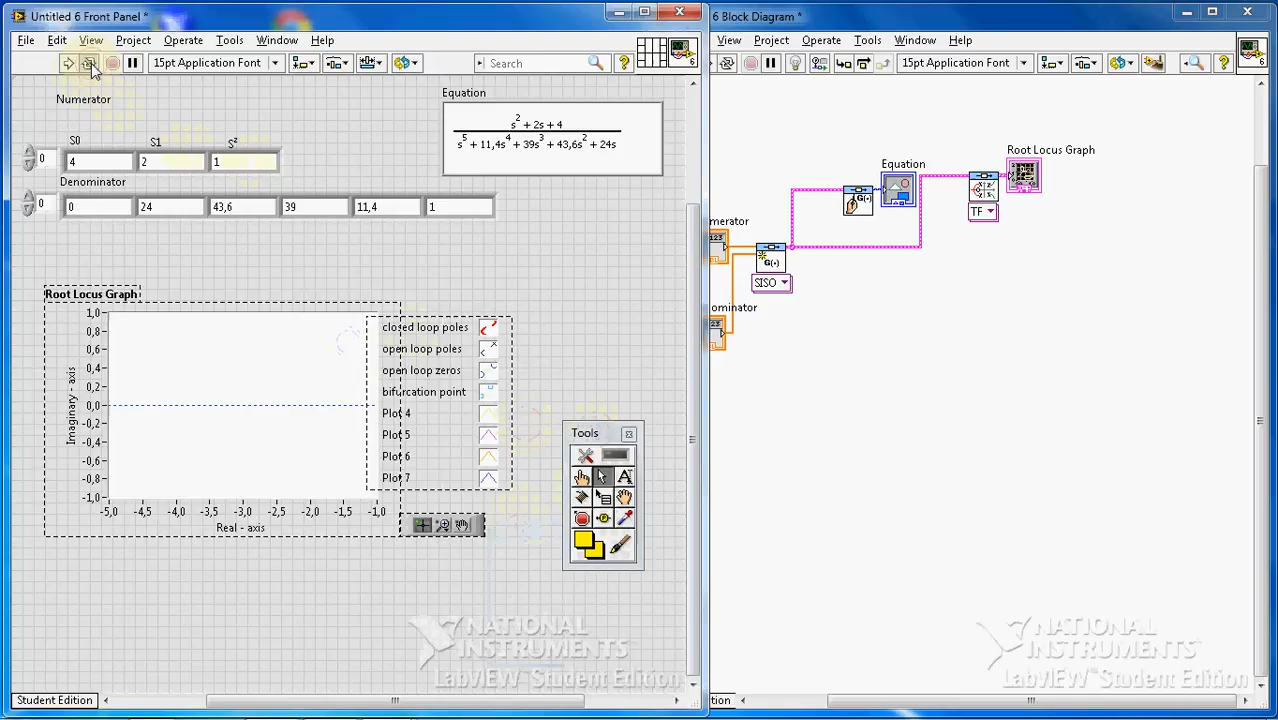 Untitled 6 Front Panel *
File Edit View Project Operate Tools Window Help
15pt Application Font
Search
6
Numerator
S0 S1 S²
0 4 2 1
Denominator
0 0 24 43,6 39 11,4 1
Equation
s² + 2s + 4
s⁵ + 11,4s⁴ + 39s³ + 43,6s² + 24s
Root Locus Graph
1,0
0,8
0,6
0,4
0,2
0,0
-0,2
-0,4
-0,6
-0,8
-1,0
Imaginary - axis
-5,0 -4,5 -4,0 -3,5 -3,0 -2,5 -2,0 -1,5 -1,0
Real - axis
closed loop poles
open loop poles
open loop zeros
bifurcation point
Plot 4
Plot 5
Plot 6
Plot 7
Tools
NATIONAL INSTRUMENTS
LabVIEW Student Edition
Student Edition
6 Block Diagram *
View Project Operate Tools Window Help
15pt Application Font
6
Root Locus Graph
Equation
G(•)
TF
merator
123
G(•)
SISO
ominator
123
NATIONAL INSTRUMENTS
LabVIEW Student Edition
tion